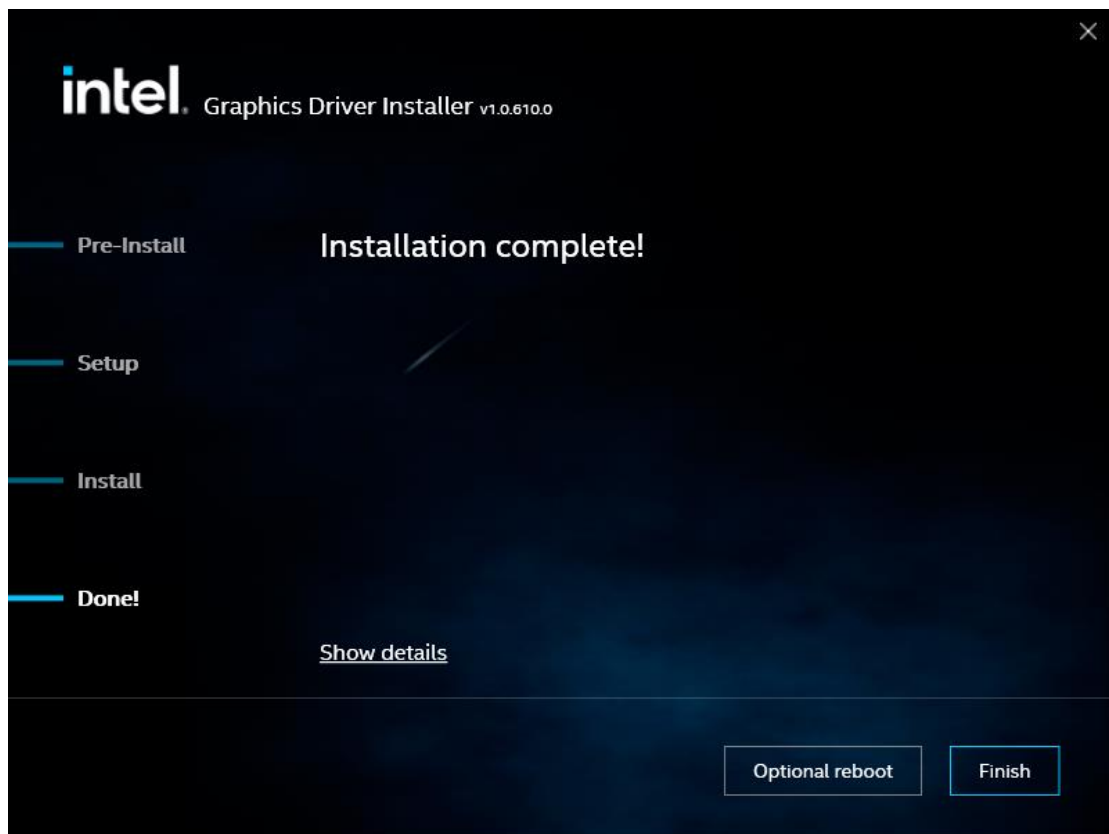 intel. Graphics Driver Installer v1.0.610.0
Pre-Install
Installation complete!
Setup
Install
Done!
Show details
Optional reboot
Finish